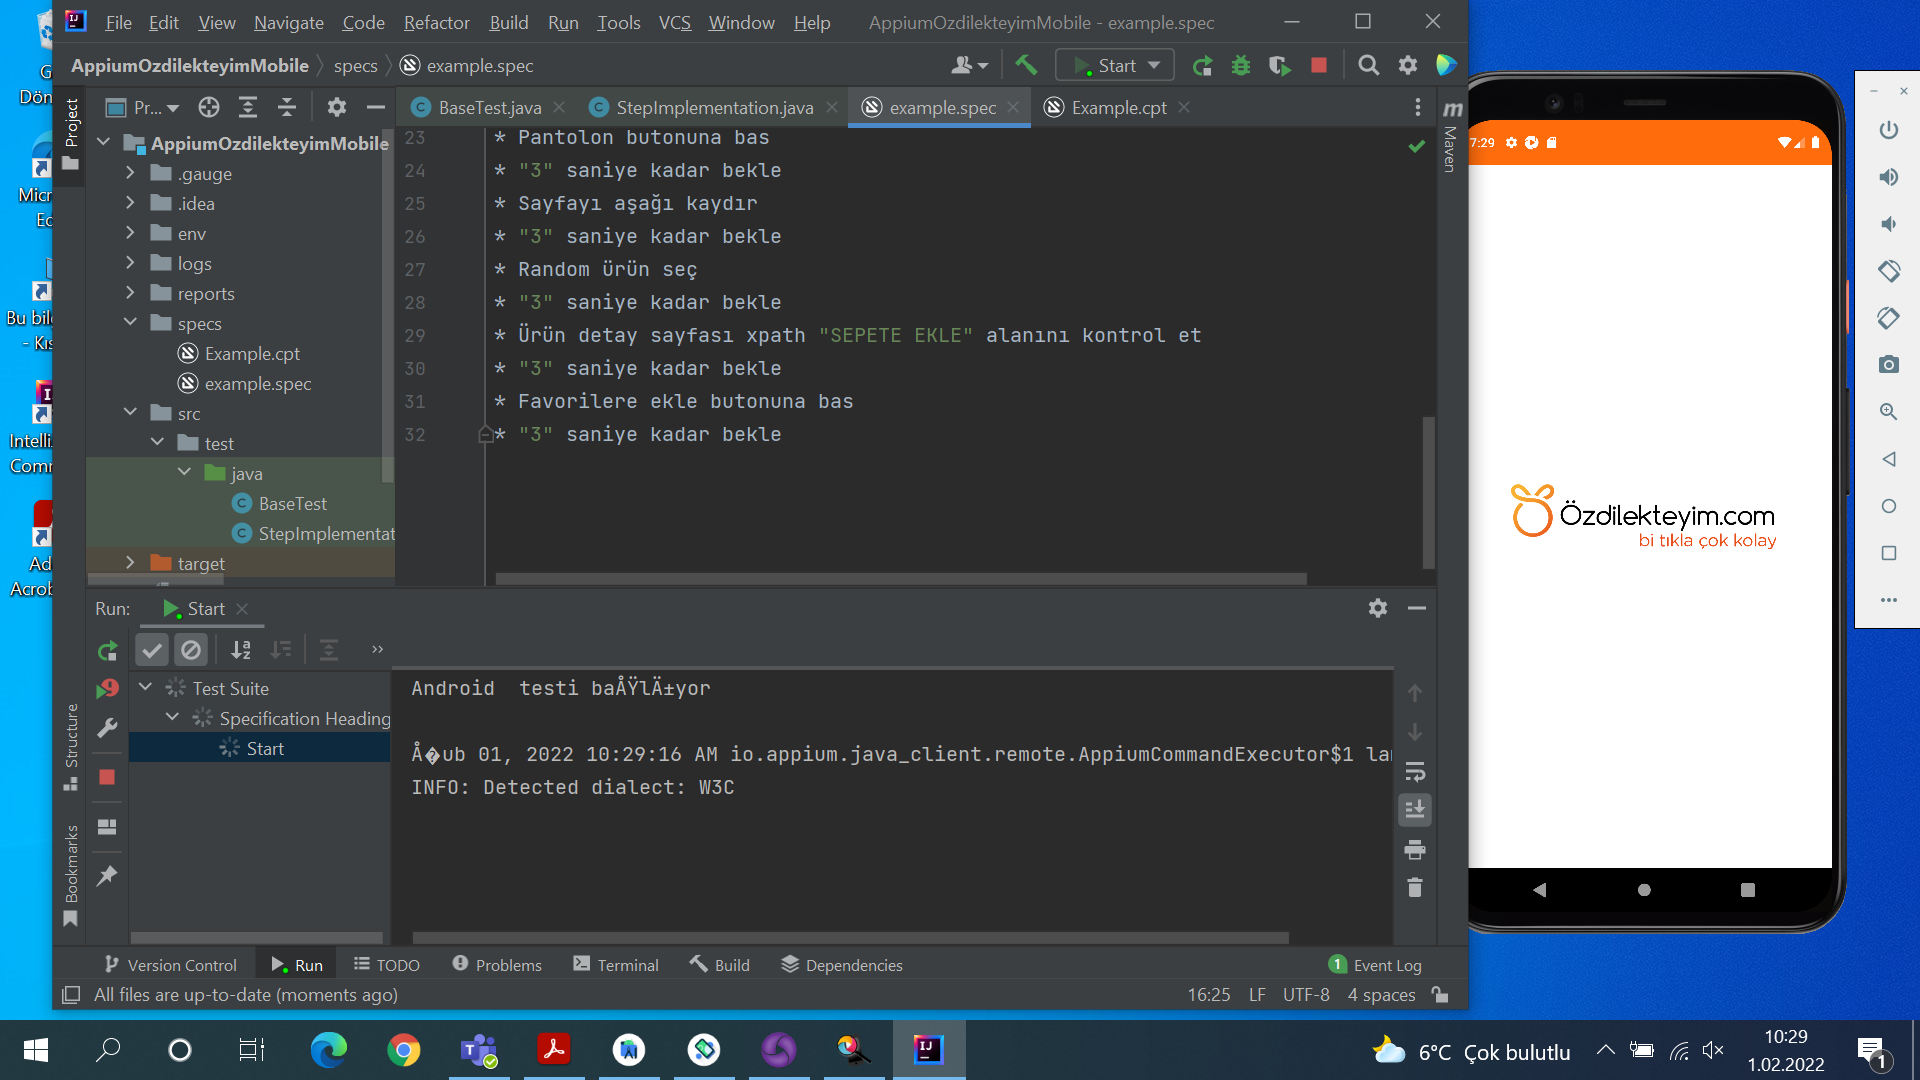 File Edit View Navigate Code Refactor Build Run Tools VCS Window Help AppiumOzdilekteyimMobile - example.spec
AppiumOzdilekteyimMobile specs example.spec
Start
Project
Pr...
BaseTest.java StepImplementation.java example.spec Example.cpt
Maven
AppiumOzdilekteyimMobile
.gauge
.idea
env
logs
reports
specs
Example.cpt
example.spec
src
test
java
BaseTest
StepImplementat
target
23 * Pantolon butonuna bas
24 * "3" saniye kadar bekle
25 * Sayfayı aşağı kaydır
26 * "3" saniye kadar bekle
27 * Random ürün seç
28 * "3" saniye kadar bekle
29 * Ürün detay sayfası xpath "SEPETE EKLE" alanını kontrol et
30 * "3" saniye kadar bekle
31 * Favorilere ekle butonuna bas
32 * "3" saniye kadar bekle
Run: Start
Test Suite
Specification Heading
Start
Android  testi baÅŸlÄ±yor
Å�ub 01, 2022 10:29:16 AM io.appium.java_client.remote.AppiumCommandExecutor$1 la
INFO: Detected dialect: W3C
Structure
Bookmarks
Version Control Run TODO Problems Terminal Build Dependencies 1 Event Log
All files are up-to-date (moments ago) 16:25 LF UTF-8 4 spaces
7:29
Özdilekteyim.com
bi tıkla çok kolay
G
Dön
Micr
Ec
Bu bil
- Kıs
Intelli
Comr
Ad
Acrob
6°C Çok bulutlu
10:29
1.02.2022
1